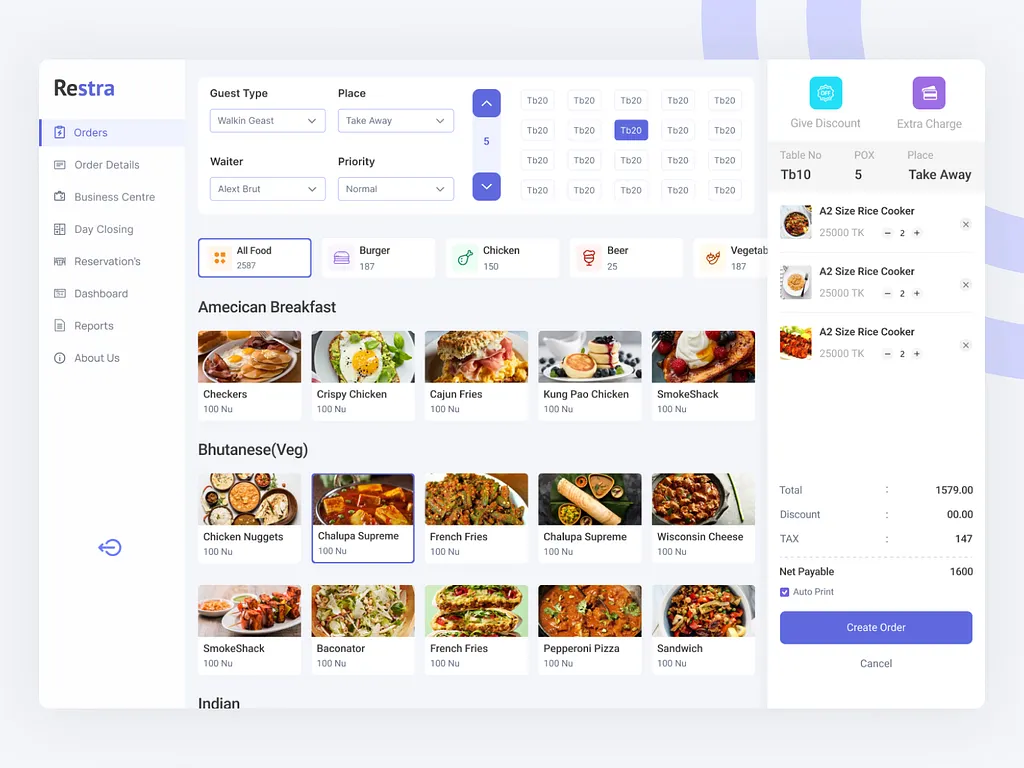 Restra
Orders
Order Details
Business Centre
Day Closing
Reservation's
Dashboard
Reports
About Us
Guest Type
Place
Walkin Geast
Take Away
Waiter
Priority
Alext Brut
Normal
5
Tb20 Tb20 Tb20 Tb20 Tb20
Tb20 Tb20 Tb20 Tb20 Tb20
Tb20 Tb20 Tb20 Tb20 Tb20
Tb20 Tb20 Tb20 Tb20 Tb20
All Food
2587
Burger
187
Chicken
150
Beer
25
Vegetab
187
Amecican Breakfast
Checkers
100 Nu
Crispy Chicken
100 Nu
Cajun Fries
100 Nu
Kung Pao Chicken
100 Nu
SmokeShack
100 Nu
Bhutanese(Veg)
Chicken Nuggets
100 Nu
Chalupa Supreme
100 Nu
French Fries
100 Nu
Chalupa Supreme
100 Nu
Wisconsin Cheese
100 Nu
SmokeShack
100 Nu
Baconator
100 Nu
French Fries
100 Nu
Pepperoni Pizza
100 Nu
Sandwich
100 Nu
Indian
OFF
Give Discount
Extra Charge
Table No POX Place
Tb10 5 Take Away
A2 Size Rice Cooker
25000 TK − 2 +
A2 Size Rice Cooker
25000 TK − 2 +
A2 Size Rice Cooker
25000 TK − 2 +
Total : 1579.00
Discount : 00.00
TAX : 147
Net Payable 1600
Auto Print
Create Order
Cancel